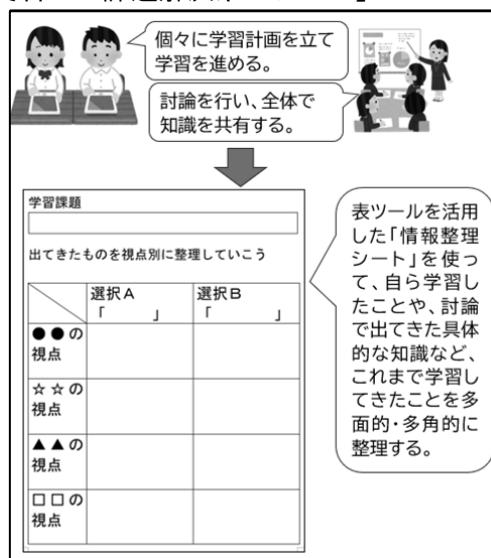 個々に学習計画を立て
学習を進める。
討論を行い、全体で
知識を共有する。
学習課題
出てきたものを視点別に整理していこう
選択A
「　　」
選択B
「　　」
●●の
視点
☆☆の
視点
▲▲の
視点
□□の
視点
表ツールを活用
した「情報整理
シート」を使っ
て、自ら学習し
たことや、討論
で出てきた具体
的な知識など、
これまで学習し
てきたことを多
面的・多角的に
整理する。